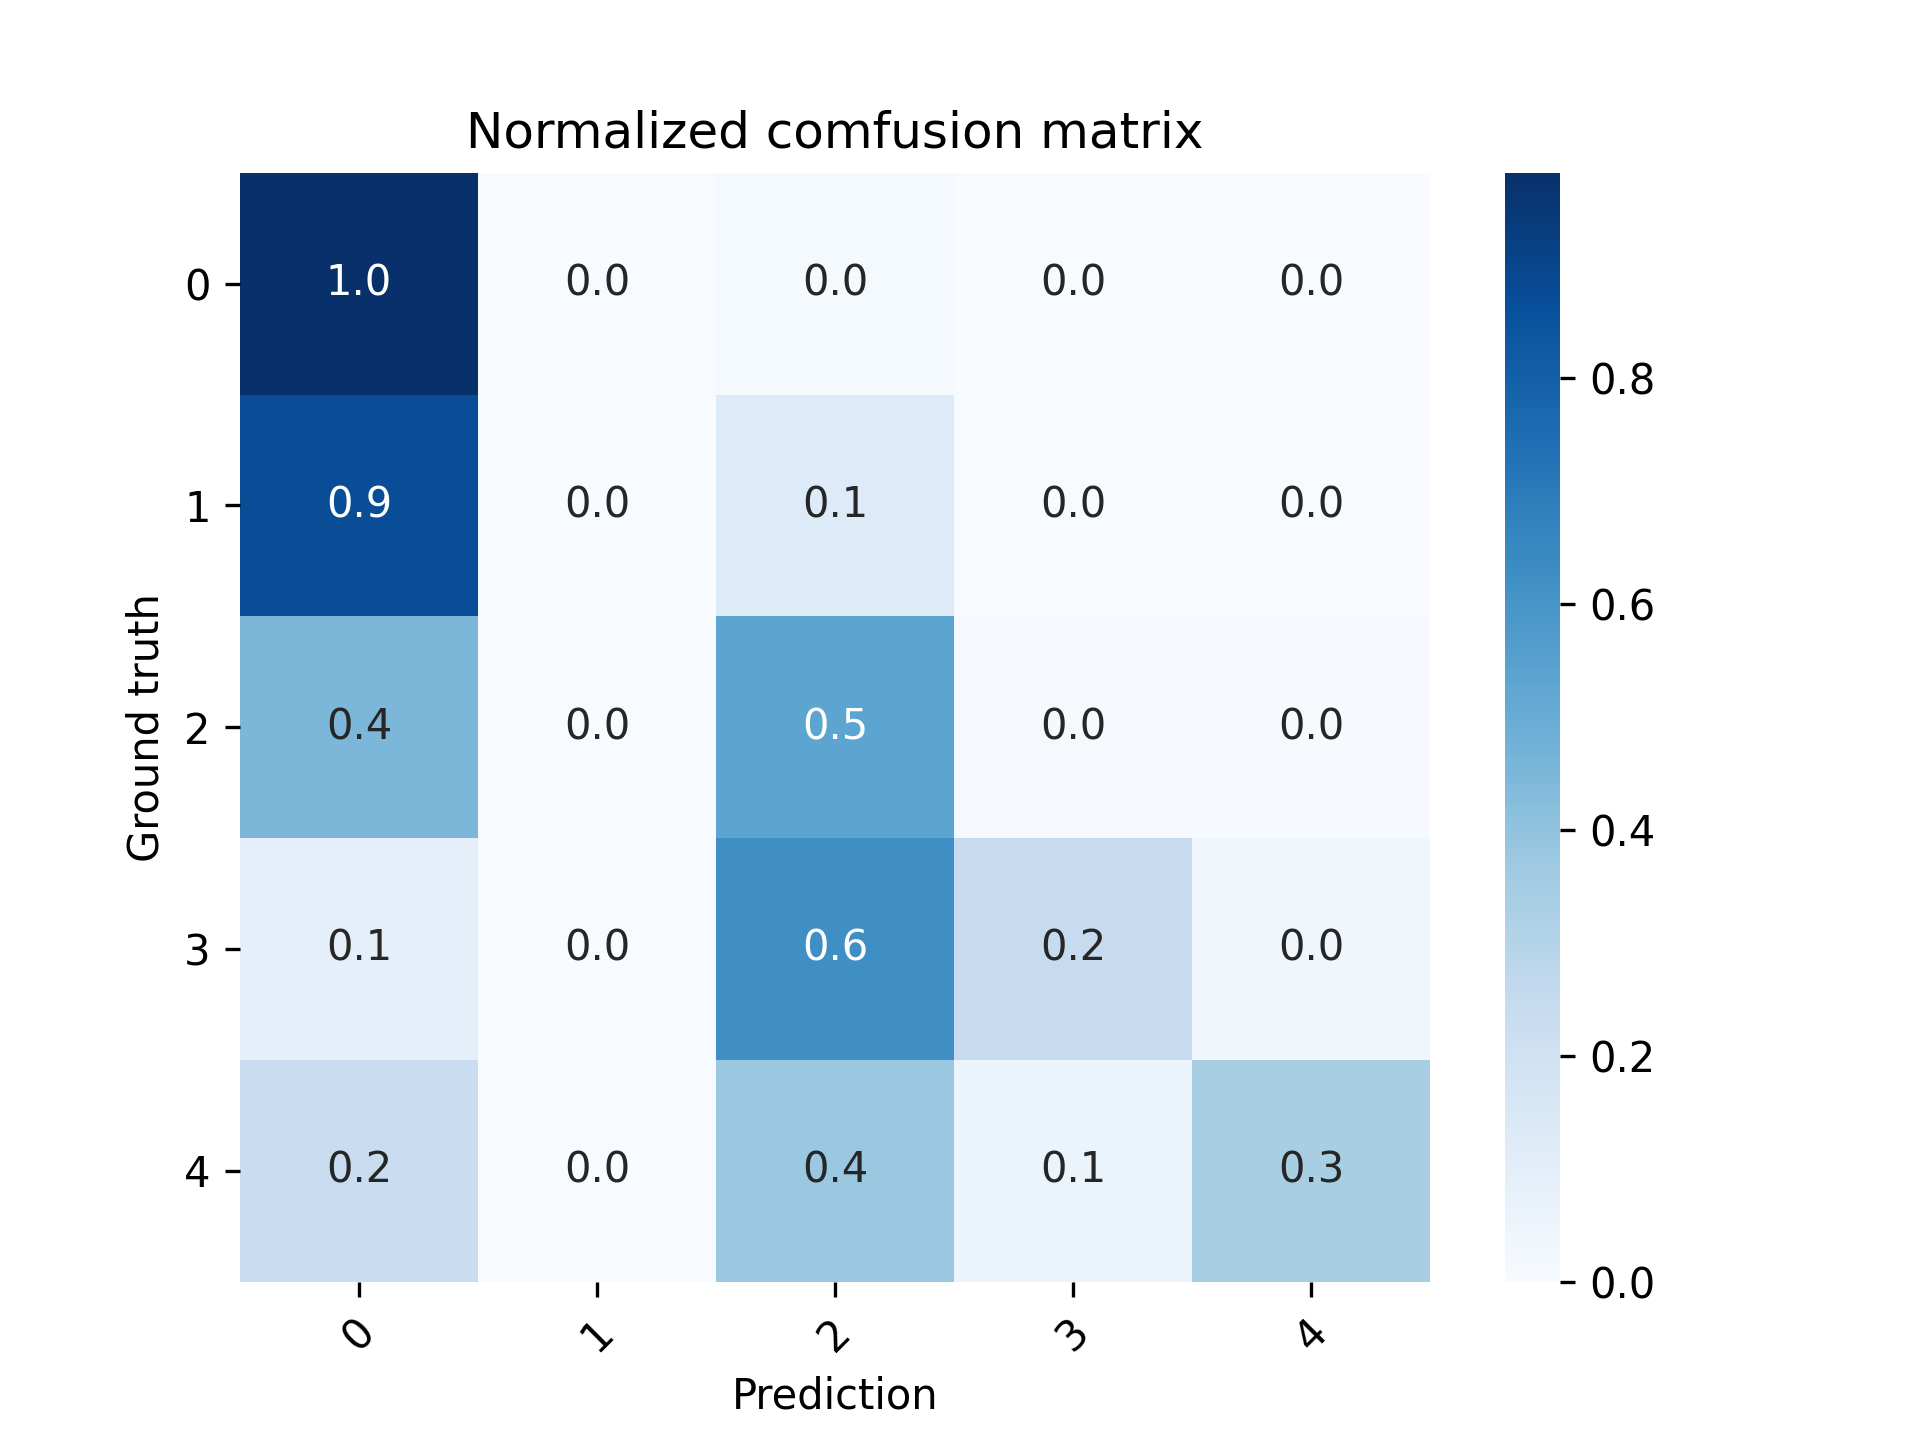 Normalized comfusion matrix
0 1.0 0.0 0.0 0.0 0.0
1 0.9 0.0 0.1 0.0 0.0
2 0.4 0.0 0.5 0.0 0.0
3 0.1 0.0 0.6 0.2 0.0
4 0.2 0.0 0.4 0.1 0.3
0 1 2 3 4
Prediction
Ground truth
0.8
0.6
0.4
0.2
0.0